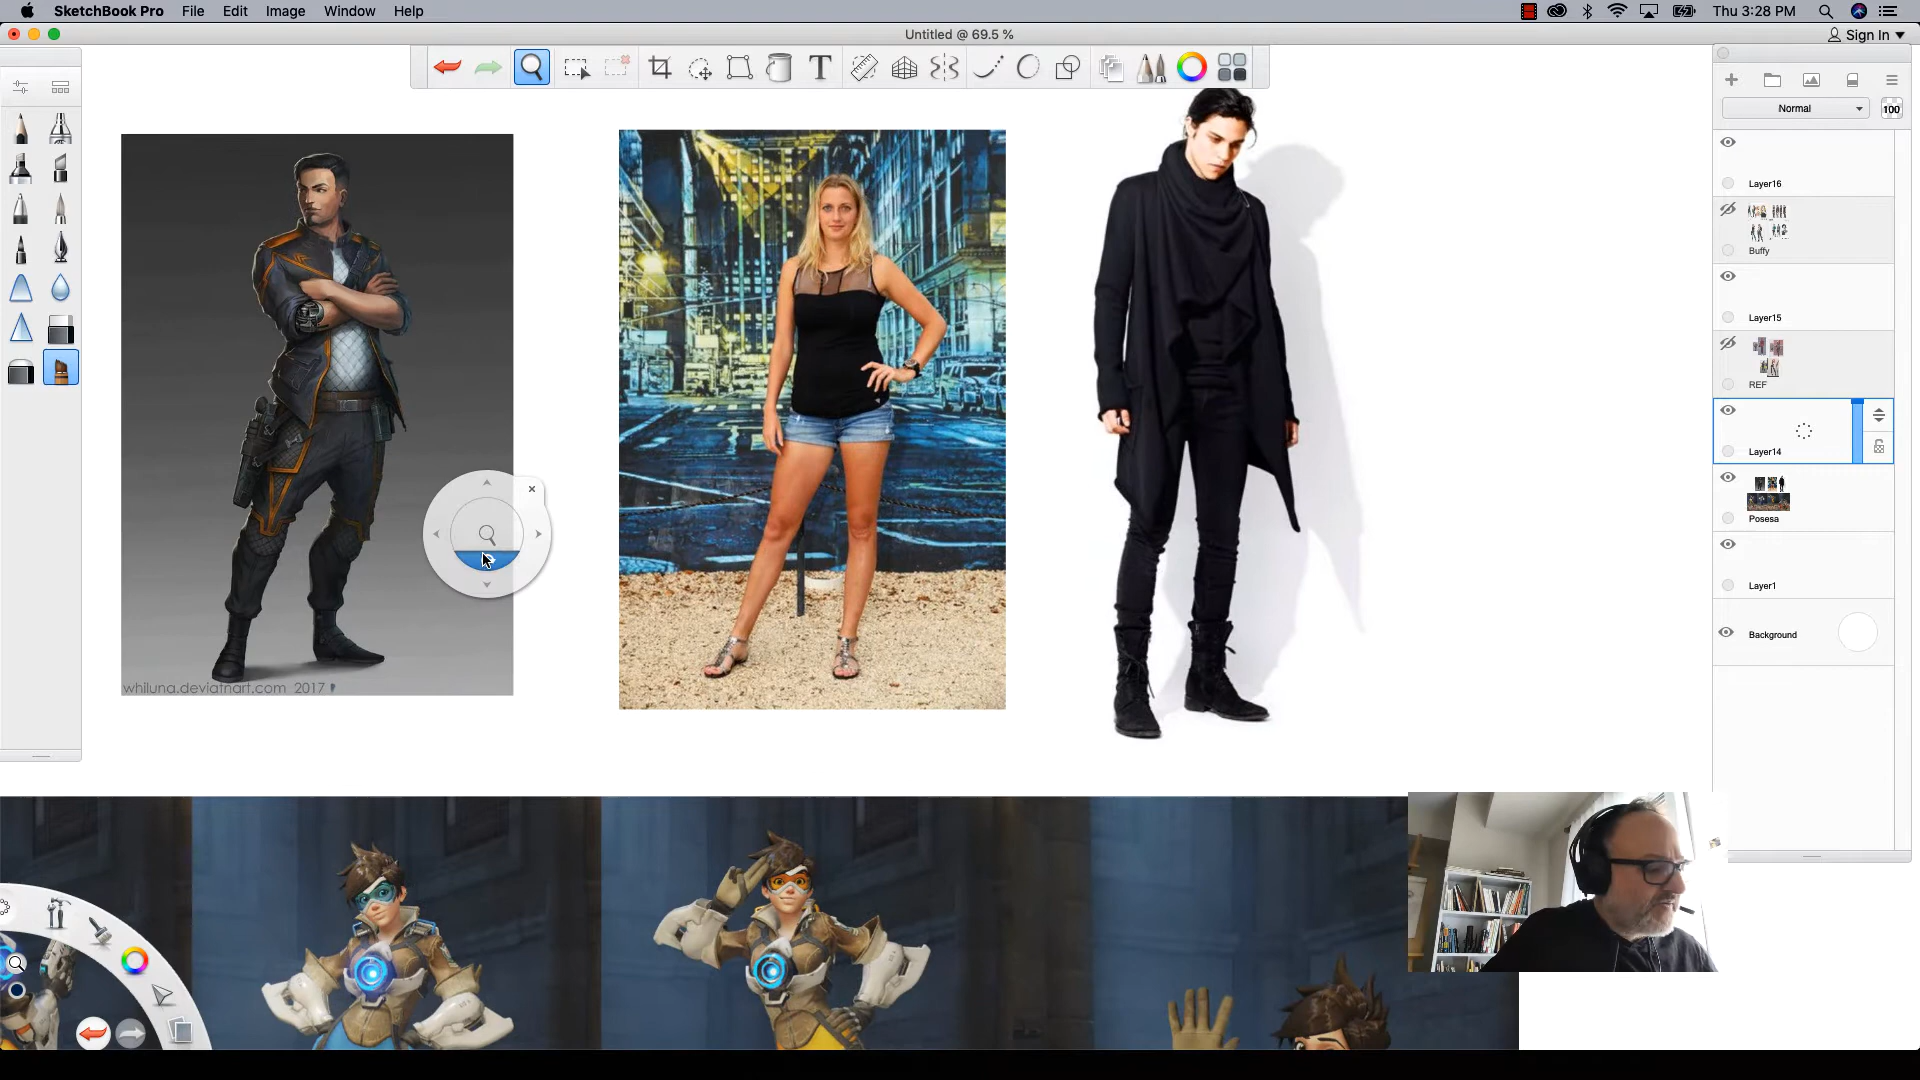 SketchBook Pro File Edit Image Window Help
Thu 3:28 PM
Untitled @ 69.5 %
Sign In
T
Normal
100
Layer16
Buffy
Layer15
REF
Layer14
Posesa
Layer1
Background
whiluna.deviatnart.com 2017